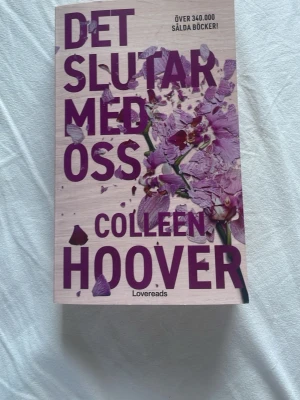 DET
ÖVER 340.000
SÅLDA BÖCKER!
SLUTAR
MED
OSS
COLLEEN
HOOVER
Lovereads